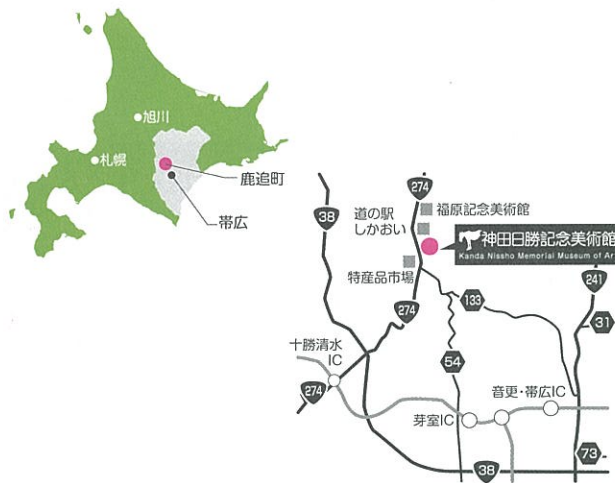 旭川
札幌
鹿追町
帯広
274
福原記念美術館
38
道の駅
しかおい
神田日勝記念美術館
Kanda Nissho Memorial Museum of Ar
特産品市場
241
133
274
31
十勝清水
IC
54
274
音更・帯広IC
芽室IC
73
38